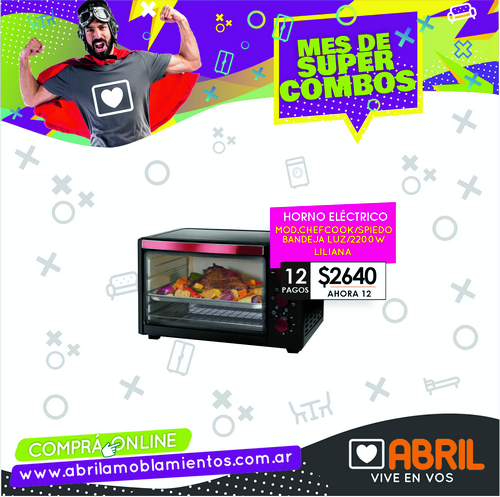 MES DE
SUPER
COMBOS
HORNO ELÉCTRICO
MOD.CHEFCOOK/SPIEDO
BANDEJA LUZ/2200W
LILIANA
12
PAGOS
$2640
AHORA 12
COMPRÁ ONLINE
www.abrilamoblamientos.com.ar
ABRIL
VIVE EN VOS